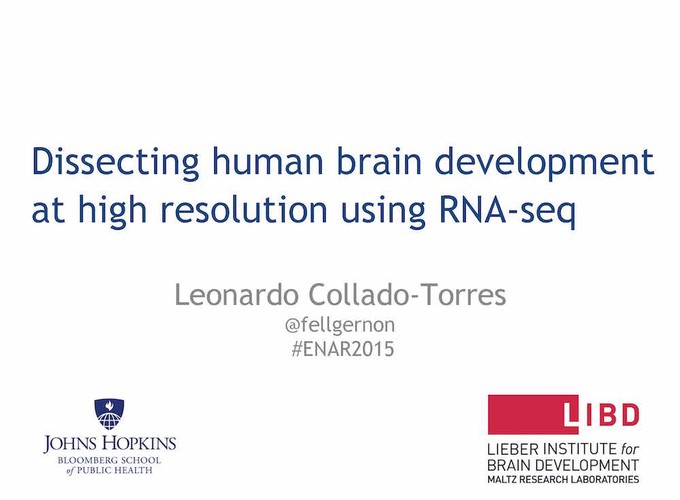 Dissecting human brain development
at high resolution using RNA-seq
Leonardo Collado-Torres
@fellgernon
#ENAR2015
JOHNS HOPKINS
BLOOMBERG SCHOOL
of PUBLIC HEALTH
LIBD
LIEBER INSTITUTE for
BRAIN DEVELOPMENT
MALTZ RESEARCH LABORATORIES